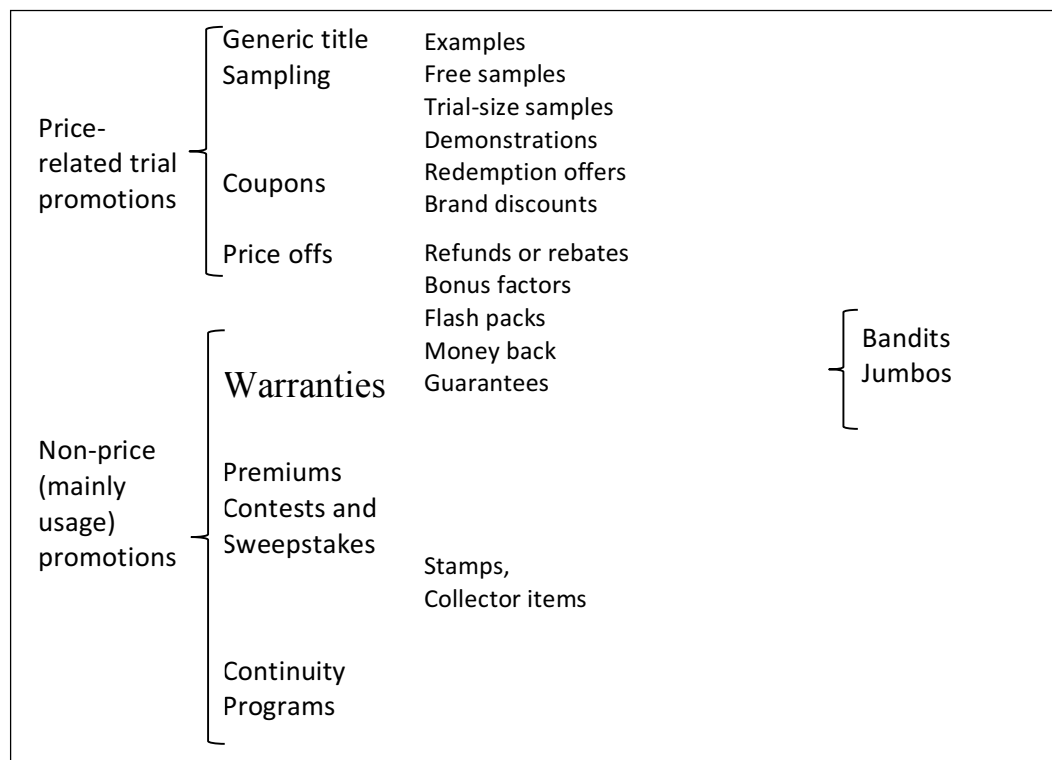 Price-
related trial
promotions
Generic title
Sampling
Coupons
Price offs
Examples
Free samples
Trial-size samples
Demonstrations
Redemption offers
Brand discounts
Refunds or rebates
Bonus factors
Flash packs
Money back
Guarantees
Bandits
Jumbos
Non-price
(mainly
usage)
promotions
Warranties
Premiums
Contests and
Sweepstakes
Continuity
Programs
Stamps,
Collector items